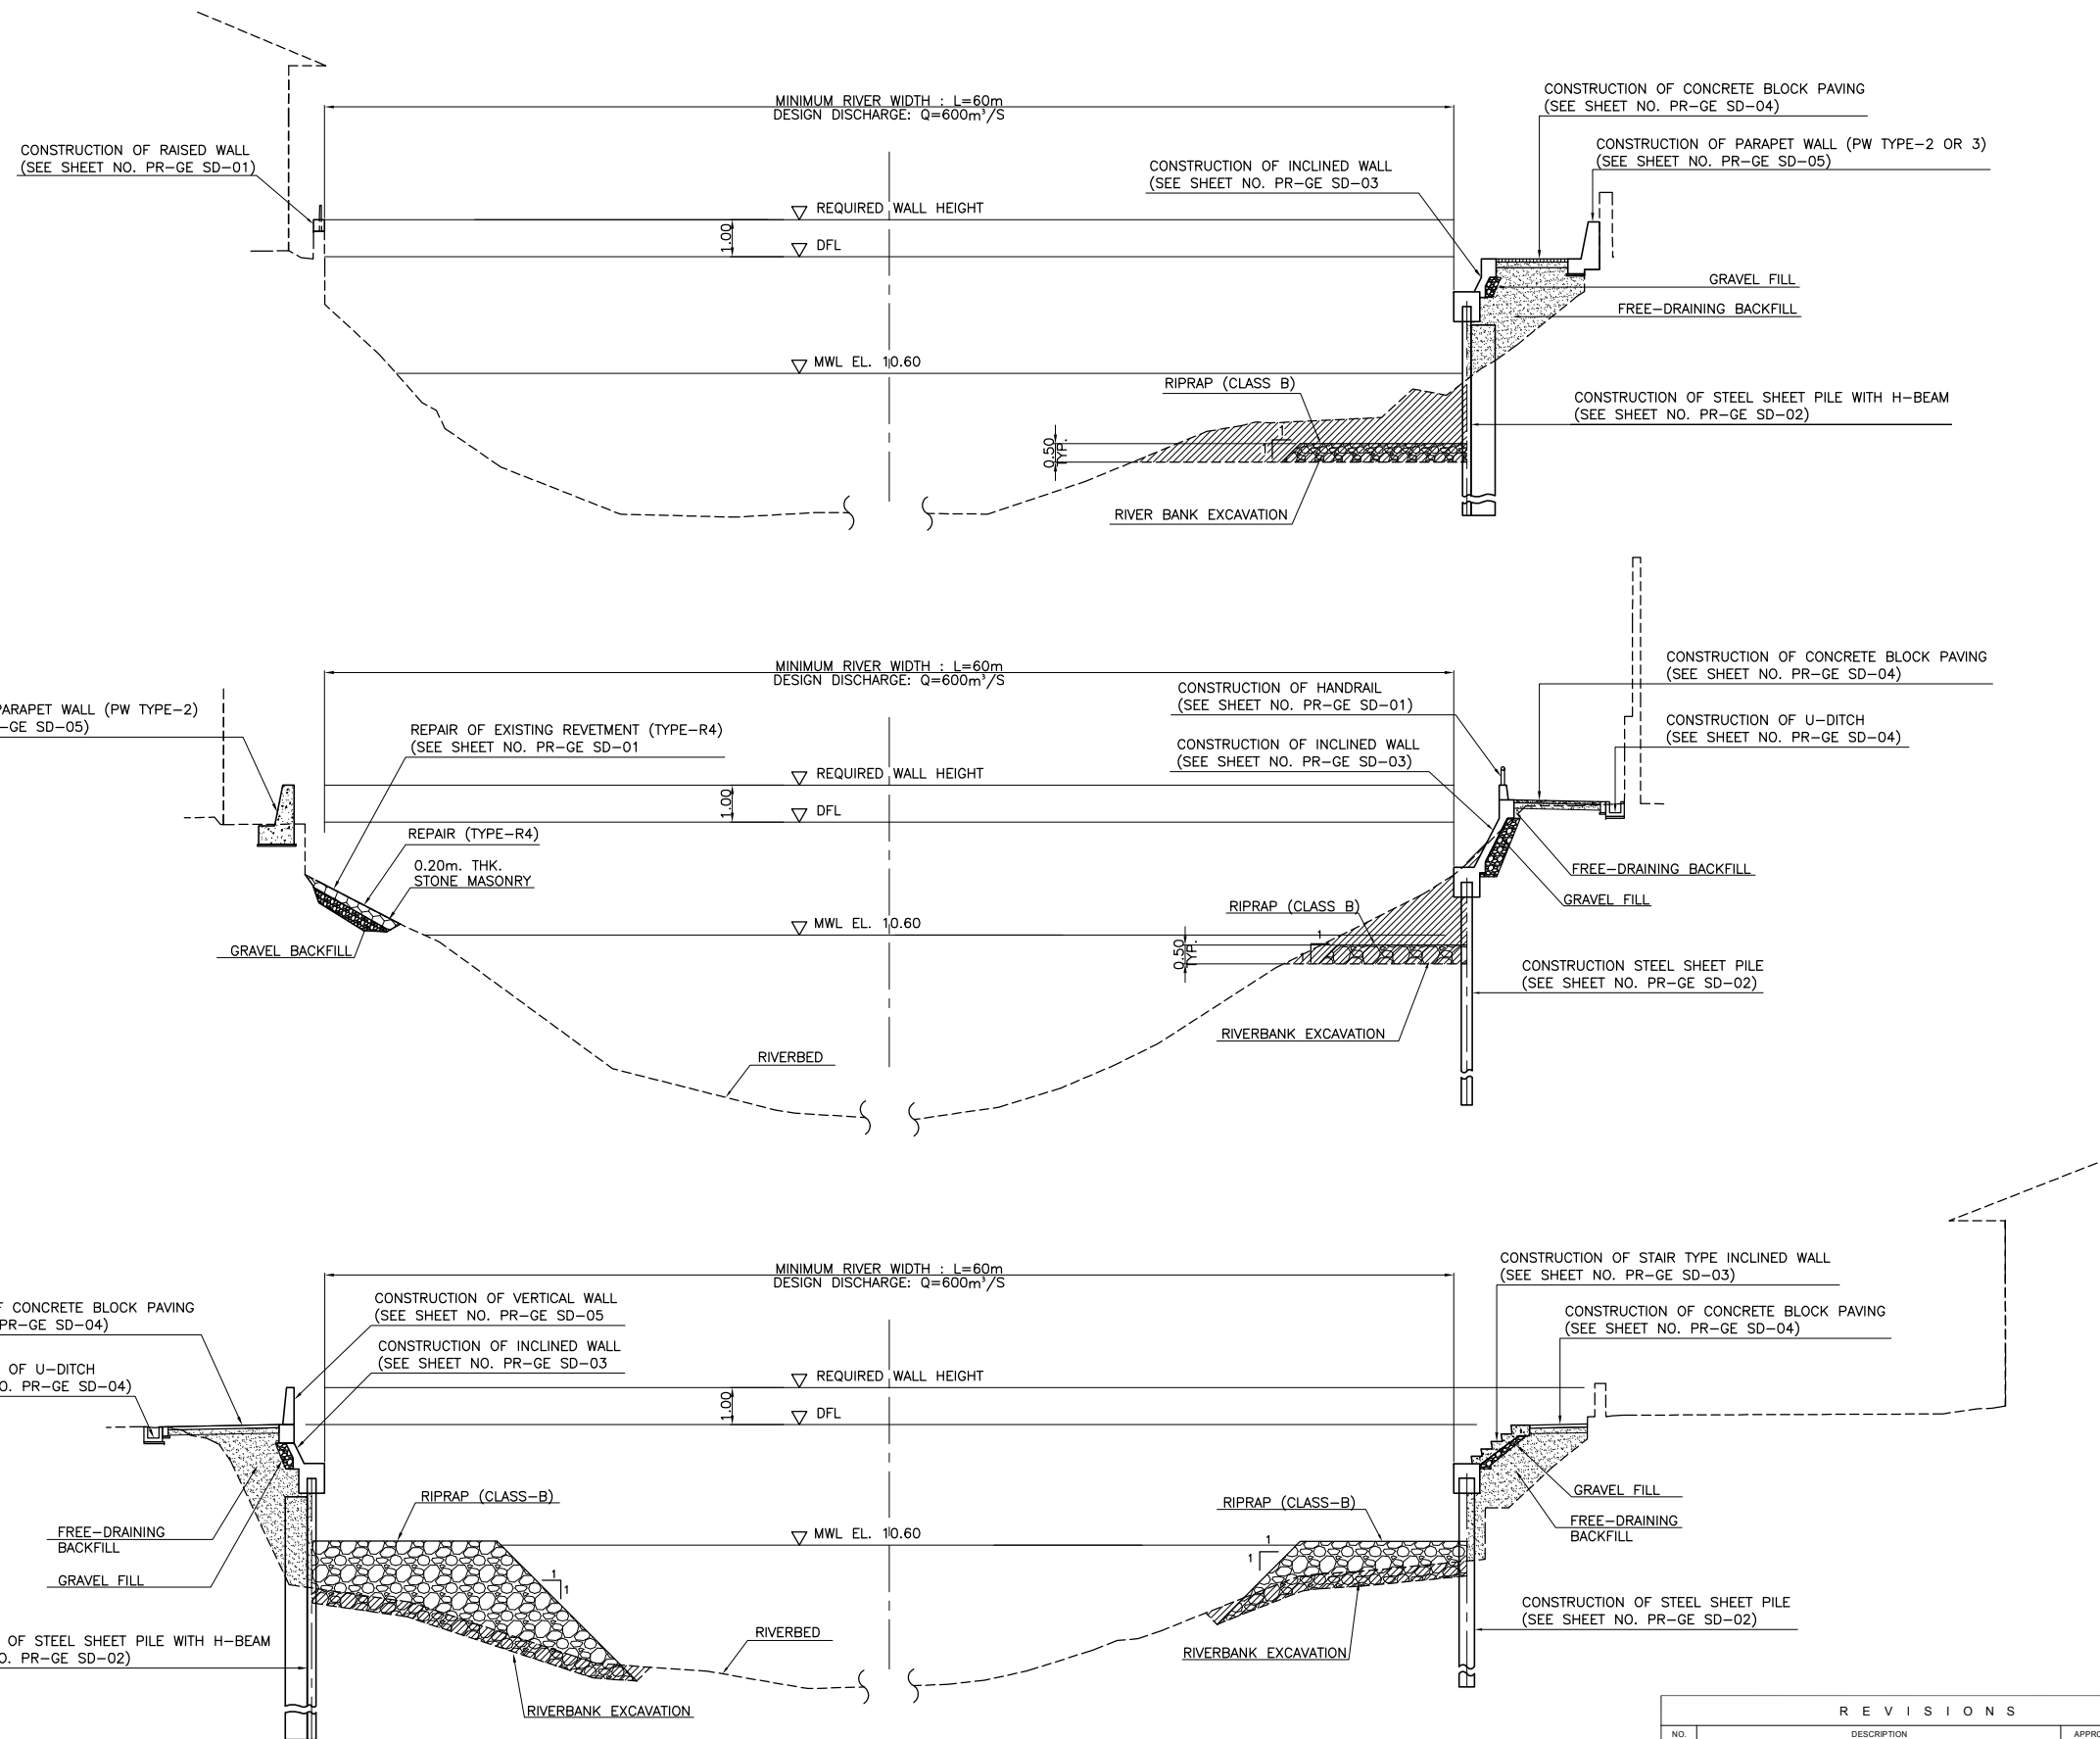 MINIMUM RIVER WIDTH : L=60m
DESIGN DISCHARGE: Q=600m³/S
CONSTRUCTION OF CONCRETE BLOCK PAVING
(SEE SHEET NO. PR-GE SD-04)
CONSTRUCTION OF RAISED WALL
(SEE SHEET NO. PR-GE SD-01)
CONSTRUCTION OF PARAPET WALL (PW TYPE-2 OR 3)
(SEE SHEET NO. PR-GE SD-05)
CONSTRUCTION OF INCLINED WALL
(SEE SHEET NO. PR-GE SD-03
REQUIRED WALL HEIGHT
1.00
DFL
GRAVEL FILL
FREE-DRAINING BACKFILL
MWL EL. 10.60
RIPRAP (CLASS B)
CONSTRUCTION OF STEEL SHEET PILE WITH H-BEAM
(SEE SHEET NO. PR-GE SD-02)
1
1
0.50
TYP.
RIVER BANK EXCAVATION
MINIMUM RIVER WIDTH : L=60m
DESIGN DISCHARGE: Q=600m³/S
CONSTRUCTION OF CONCRETE BLOCK PAVING
(SEE SHEET NO. PR-GE SD-04)
CONSTRUCTION OF HANDRAIL
(SEE SHEET NO. PR-GE SD-01)
PARAPET WALL (PW TYPE-2)
-GE SD-05)
REPAIR OF EXISTING REVETMENT (TYPE-R4)
(SEE SHEET NO. PR-GE SD-01
CONSTRUCTION OF U-DITCH
(SEE SHEET NO. PR-GE SD-04)
CONSTRUCTION OF INCLINED WALL
(SEE SHEET NO. PR-GE SD-03)
REQUIRED WALL HEIGHT
1.00
DFL
REPAIR (TYPE-R4)
0.20m. THK.
STONE MASONRY
FREE-DRAINING BACKFILL
GRAVEL FILL
RIPRAP (CLASS B)
MWL EL. 10.60
1
GRAVEL BACKFILL
0.50
TYP.
CONSTRUCTION STEEL SHEET PILE
(SEE SHEET NO. PR-GE SD-02)
RIVERBANK EXCAVATION
RIVERBED
MINIMUM RIVER WIDTH : L=60m
DESIGN DISCHARGE: Q=600m³/S
CONSTRUCTION OF STAIR TYPE INCLINED WALL
(SEE SHEET NO. PR-GE SD-03)
CONCRETE BLOCK PAVING
PR-GE SD-04)
CONSTRUCTION OF VERTICAL WALL
(SEE SHEET NO. PR-GE SD-05
CONSTRUCTION OF CONCRETE BLOCK PAVING
(SEE SHEET NO. PR-GE SD-04)
CONSTRUCTION OF INCLINED WALL
(SEE SHEET NO. PR-GE SD-03
OF U-DITCH
PR-GE SD-04)
REQUIRED WALL HEIGHT
1.00
DFL
RIPRAP (CLASS-B)
RIPRAP (CLASS-B)
GRAVEL FILL
FREE-DRAINING
BACKFILL
MWL EL. 10.60
FREE-DRAINING
BACKFILL
1
1
1
1
GRAVEL FILL
CONSTRUCTION OF STEEL SHEET PILE
(SEE SHEET NO. PR-GE SD-02)
OF STEEL SHEET PILE WITH H-BEAM
PR-GE SD-02)
RIVERBED
RIVERBANK EXCAVATION
RIVERBANK EXCAVATION
REVISIONS
NO. DESCRIPTION